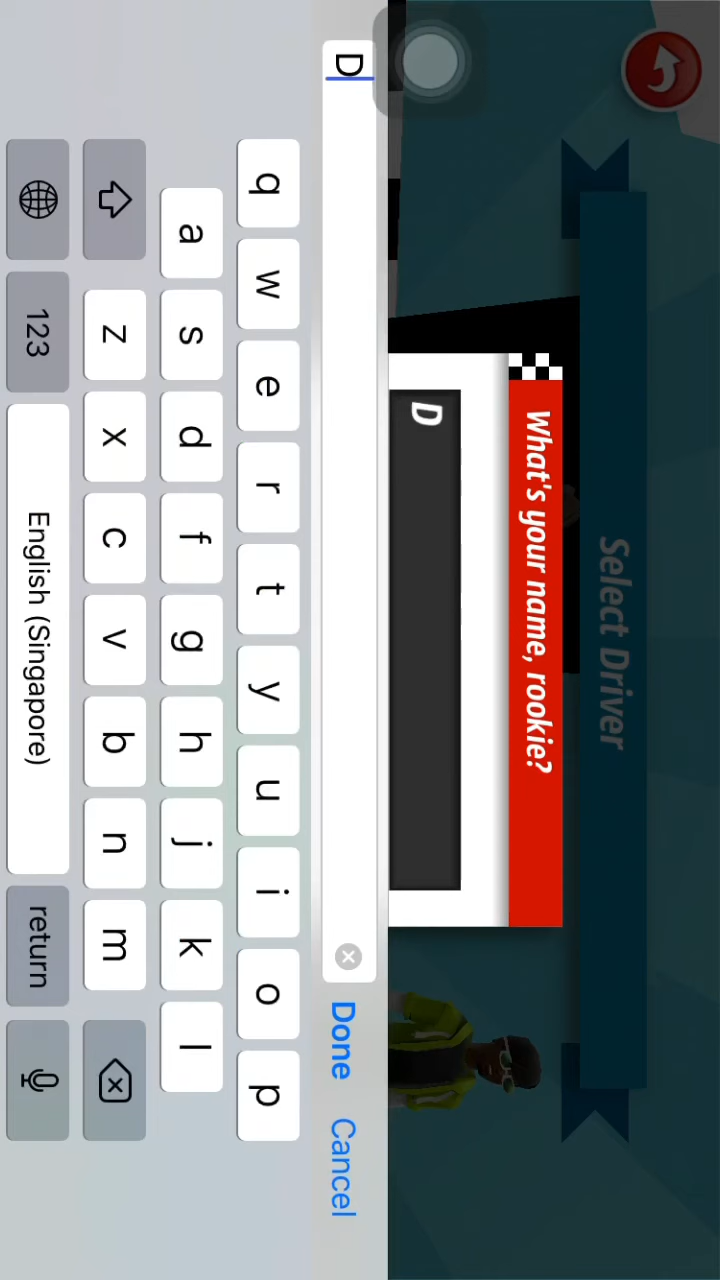 Select Driver
What's your name, rookie?
D
D
Done Cancel
q w e r t y u i o p
a s d f g h j k l
z x c v b n m
123 English (Singapore) return